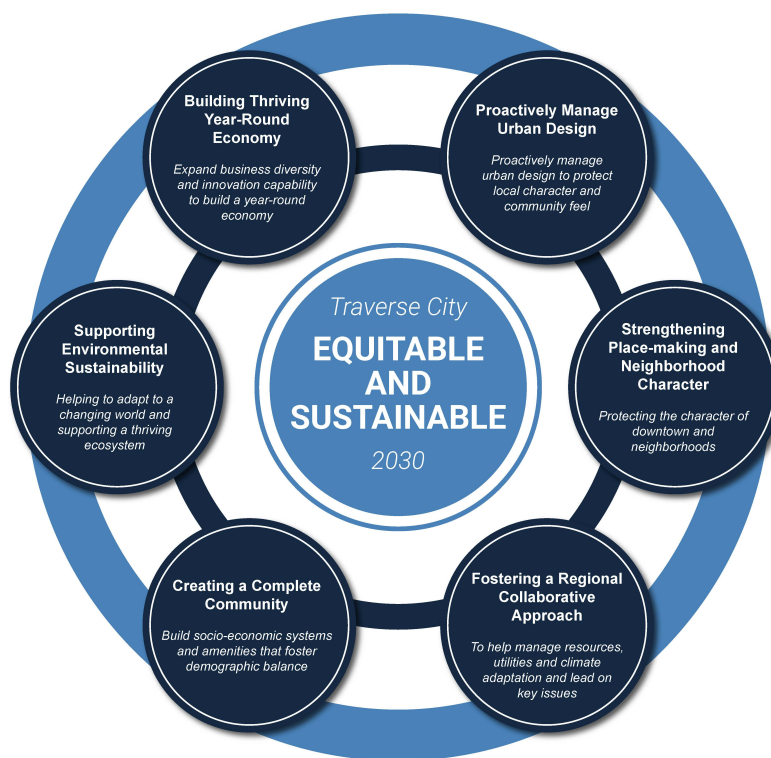 Building Thriving
Year-Round
Economy
Expand business diversity
and innovation capability
to build a year-round
economy
Proactively Manage
Urban Design
Proactively manage
urban design to protect
local character and
community feel
Supporting
Environmental
Sustainability
Helping to adapt to a
changing world and
supporting a thriving
ecosystem
Traverse City
EQUITABLE
AND
SUSTAINABLE
2030
Strengthening
Place-making and
Neighborhood
Character
Protecting the character of
downtown and
neighborhoods
Creating a Complete
Community
Build socio-economic systems
and amenities that foster
demographic balance
Fostering a Regional
Collaborative
Approach
To help manage resources,
utilities and climate
adaptation and lead on
key issues